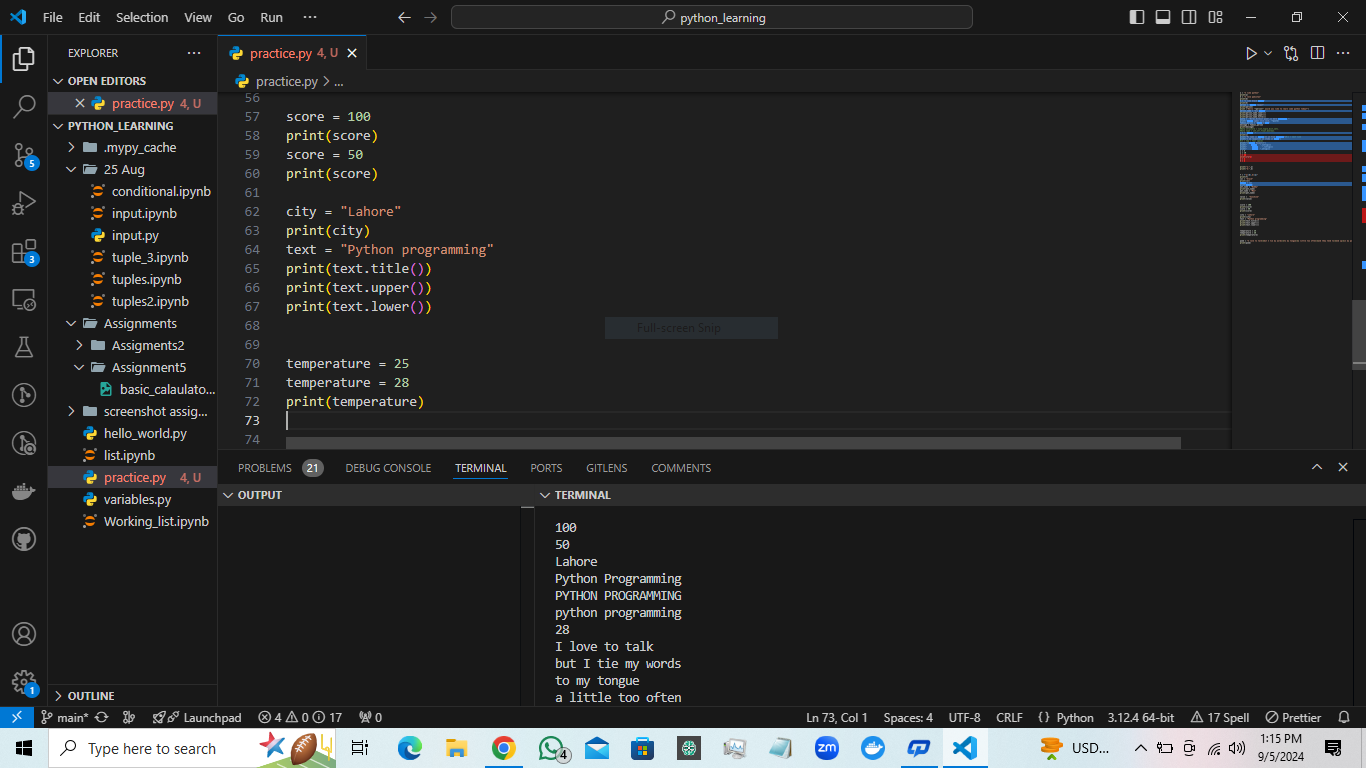 File Edit Selection View Go Run ···
python_learning
EXPLORER ···
OPEN EDITORS
practice.py 4, U
PYTHON_LEARNING
.mypy_cache
25 Aug
conditional.ipynb
input.ipynb
input.py
tuple_3.ipynb
tuples.ipynb
tuples2.ipynb
Assignments
Assigments2
Assignment5
basic_calaulato...
screenshot assig...
hello_world.py
list.ipynb
practice.py 4, U
variables.py
Working_list.ipynb
OUTLINE
5
3
1
practice.py 4, U
practice.py > ...
56
57 score = 100
58 print(score)
59 score = 50
60 print(score)
61
62 city = "Lahore"
63 print(city)
64 text = "Python programming"
65 print(text.title())
66 print(text.upper())
67 print(text.lower())
68
Full-screen Snip
69
70 temperature = 25
71 temperature = 28
72 print(temperature)
73
74
PROBLEMS 21 DEBUG CONSOLE TERMINAL PORTS GITLENS COMMENTS
OUTPUT
TERMINAL
100
50
Lahore
Python Programming
PYTHON PROGRAMMING
python programming
28
I love to talk
but I tie my words
to my tongue
a little too often
main* Launchpad 4 0 17 0 Ln 73, Col 1 Spaces: 4 UTF-8 CRLF {} Python 3.12.4 64-bit 17 Spell Prettier
Type here to search
4
zm
USD...
1:15 PM
9/5/2024